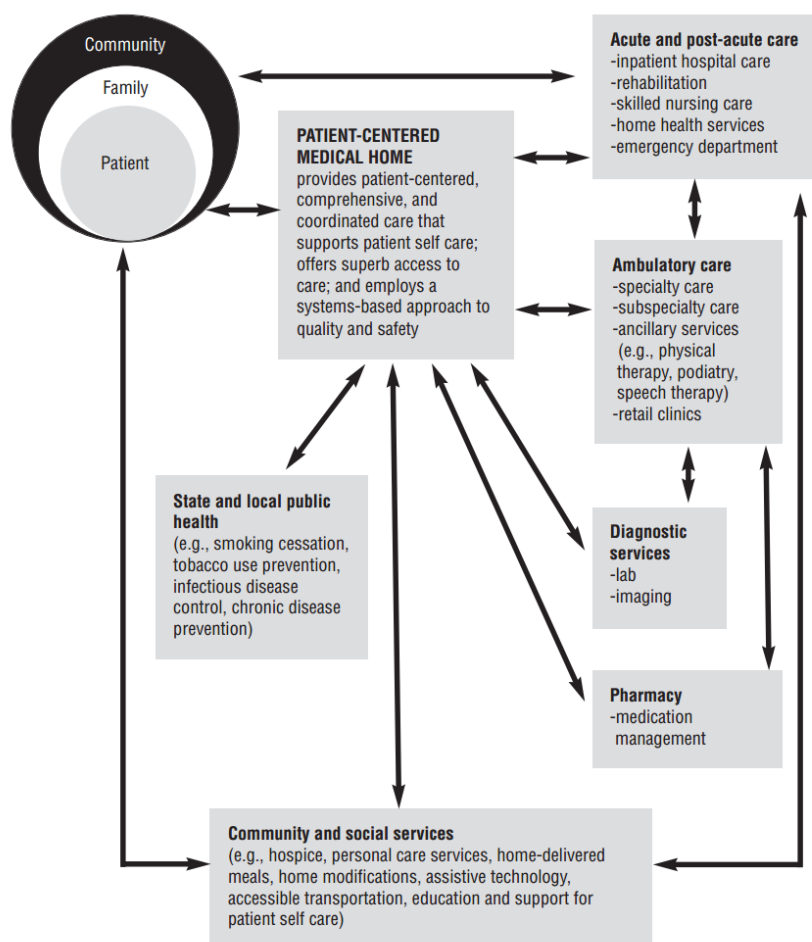 Community
Family
Patient
PATIENT-CENTERED
MEDICAL HOME
provides patient-centered,
comprehensive, and
coordinated care that
supports patient self care;
offers superb access to
care; and employs a
systems-based approach to
quality and safety
Acute and post-acute care
-inpatient hospital care
-rehabilitation
-skilled nursing care
-home health services
-emergency department
Ambulatory care
-specialty care
-subspecialty care
-ancillary services
(e.g., physical
therapy, podiatry,
speech therapy)
-retail clinics
State and local public
health
(e.g., smoking cessation,
tobacco use prevention,
infectious disease
control, chronic disease
prevention)
Diagnostic
services
-lab
-imaging
Pharmacy
-medication
management
Community and social services
(e.g., hospice, personal care services, home-delivered
meals, home modifications, assistive technology,
accessible transportation, education and support for
patient self care)